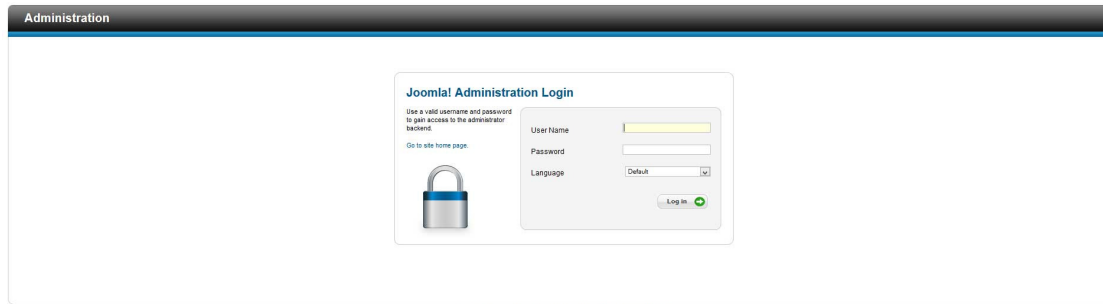 Administration
Joomla! Administration Login
Use a valid username and password
to gain access to the administrator
backend.
Go to site home page.
User Name
Password
Language
Default
Log in